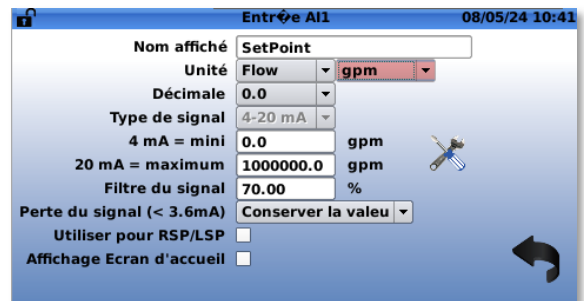 Entr�e AI1 08/05/24 10:41
Nom affiché SetPoint
Unité Flow gpm
Décimale 0.0
Type de signal 4-20 mA
4 mA = mini 0.0 gpm
20 mA = maximum 1000000.0 gpm
Filtre du signal 70.00 %
Perte du signal (< 3.6mA) Conserver la valeu
Utiliser pour RSP/LSP
Affichage Ecran d'accueil